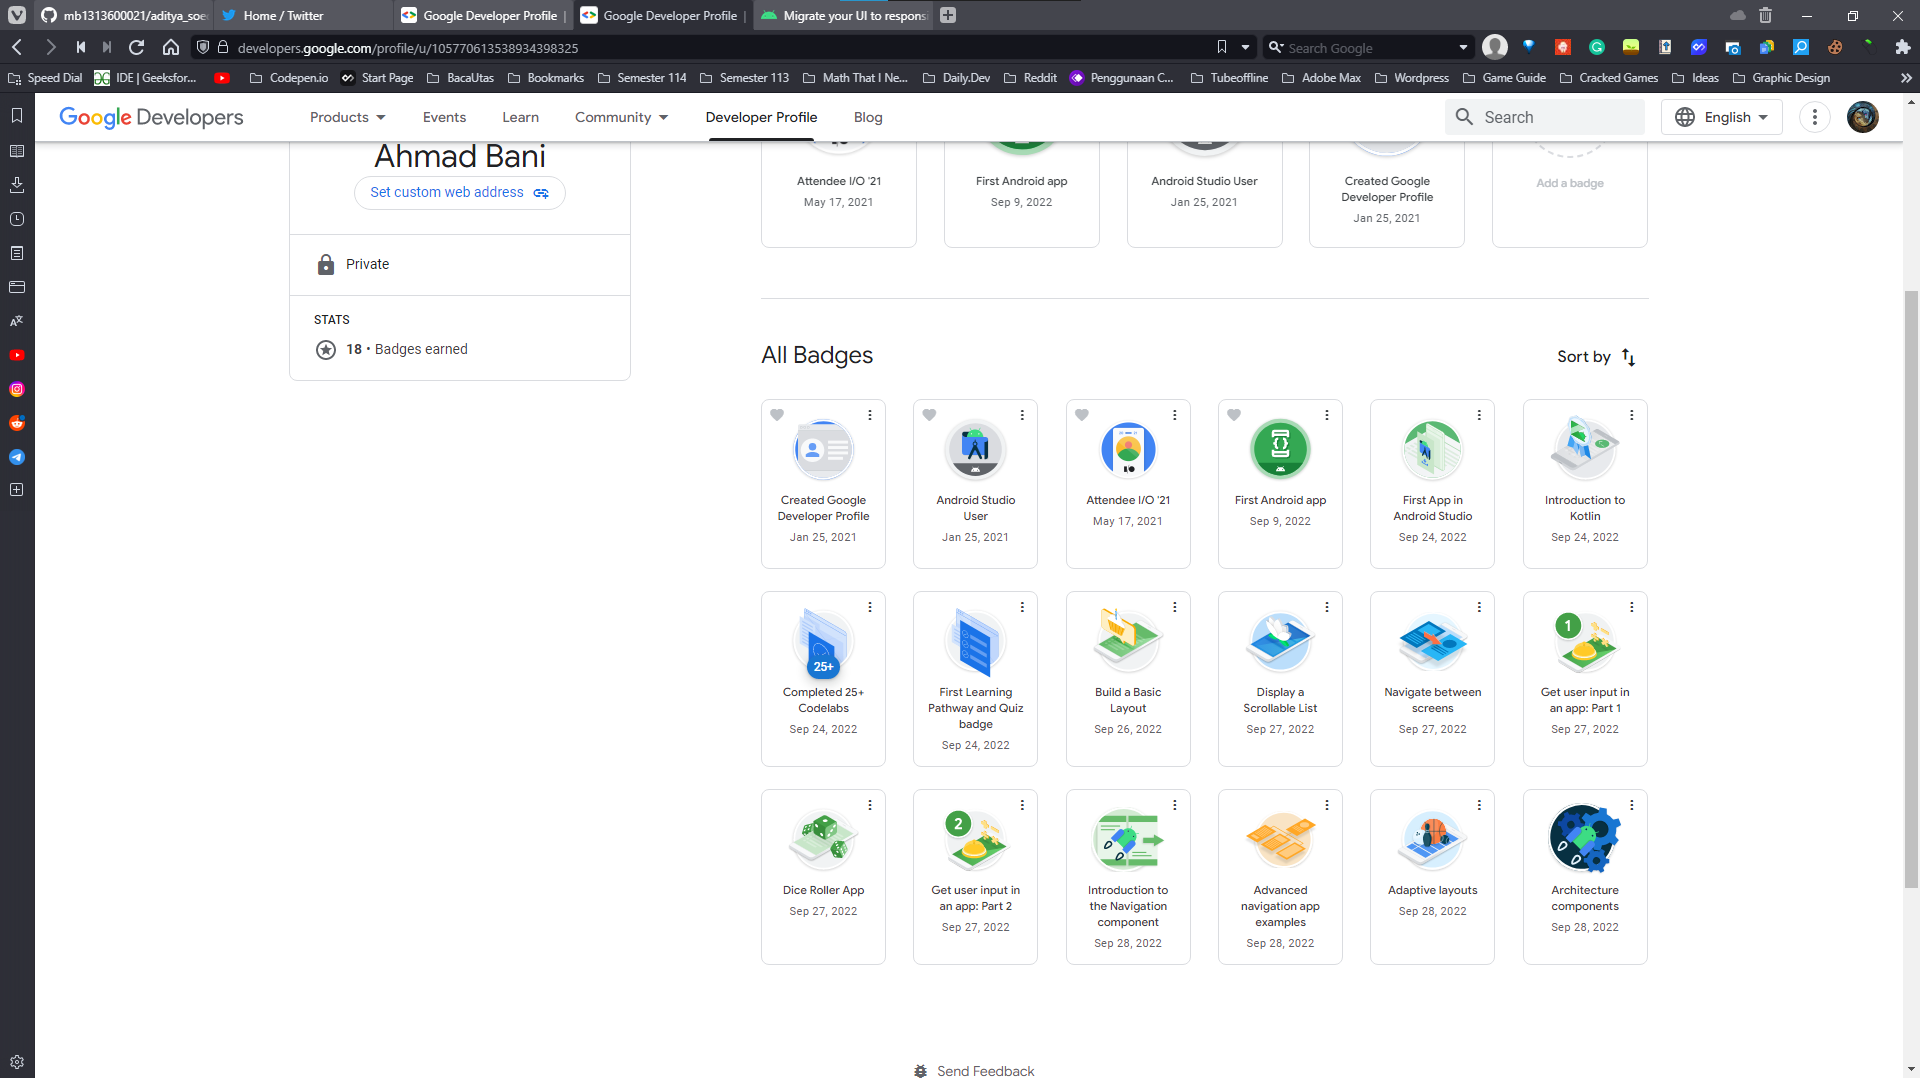 mb1313600021/aditya_soe
Home / Twitter
Google Developer Profile |
Google Developer Profile |
Migrate your UI to respons
developers.google.com/profile/u/105770613538934398325
Search Google
Speed Dial
IDE | Geeksfor...
Codepen.io
Start Page
BacaUtas
Bookmarks
Semester 114
Semester 113
Math That I Ne...
Daily.Dev
Reddit
Penggunaan C...
Tubeoffline
Adobe Max
Wordpress
Game Guide
Cracked Games
Ideas
Graphic Design
Google Developers
Products
Events
Learn
Community
Developer Profile
Blog
Search
English
Ahmad Bani
Set custom web address
Private
STATS
18 • Badges earned
Attendee I/O '21
May 17, 2021
First Android app
Sep 9, 2022
Android Studio User
Jan 25, 2021
Created Google
Developer Profile
Jan 25, 2021
Add a badge
All Badges
Sort by
Created Google
Developer Profile
Jan 25, 2021
Android Studio
User
Jan 25, 2021
I/O
Attendee I/O '21
May 17, 2021
{}
First Android app
Sep 9, 2022
First App in
Android Studio
Sep 24, 2022
Introduction to
Kotlin
Sep 24, 2022
25+
Completed 25+
Codelabs
Sep 24, 2022
First Learning
Pathway and Quiz
badge
Sep 24, 2022
Build a Basic
Layout
Sep 26, 2022
Display a
Scrollable List
Sep 27, 2022
Navigate between
screens
Sep 27, 2022
1
Get user input in
an app: Part 1
Sep 27, 2022
Dice Roller App
Sep 27, 2022
2
Get user input in
an app: Part 2
Sep 27, 2022
Introduction to
the Navigation
component
Sep 28, 2022
Advanced
navigation app
examples
Sep 28, 2022
Adaptive layouts
Sep 28, 2022
Architecture
components
Sep 28, 2022
Send Feedback